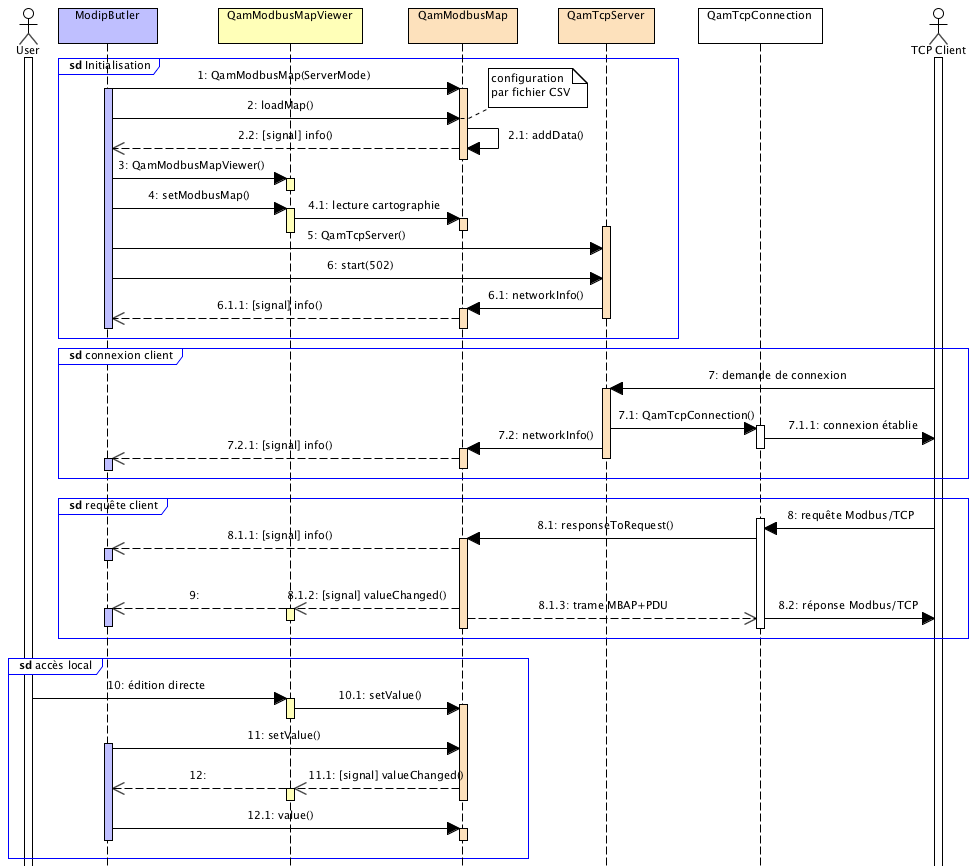 ModipButler
QamModbusMapViewer
QamModbusMap
QamTcpServer
QamTcpConnection
User
TCP Client
sd Initialisation
1: QamModbusMap(ServerMode)
configuration
par fichier CSV
2: loadMap()
2.2: [signal] info()
2.1: addData()
3: QamModbusMapViewer()
4: setModbusMap()
4.1: lecture cartographie
5: QamTcpServer()
6: start(502)
6.1: networkInfo()
6.1.1: [signal] info()
sd connexion client
7: demande de connexion
7.1: QamTcpConnection()
7.1.1: connexion établie
7.2: networkInfo()
7.2.1: [signal] info()
sd requête client
8: requête Modbus/TCP
8.1: responseToRequest()
8.1.1: [signal] info()
9:
8.1.2: [signal] valueChanged()
8.1.3: trame MBAP+PDU
8.2: réponse Modbus/TCP
sd accès local
10: édition directe
10.1: setValue()
11: setValue()
12:
11.1: [signal] valueChanged()
12.1: value()